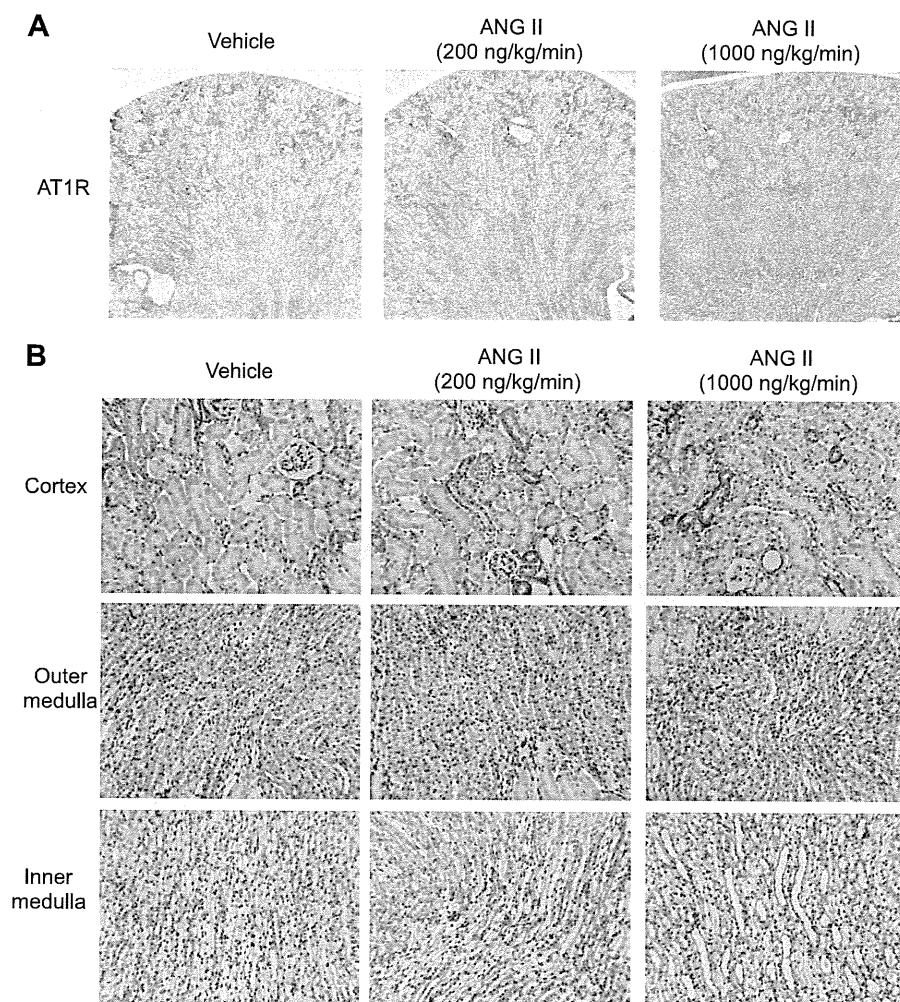 A
Vehicle
ANG II
(200 ng/kg/min)
ANG II
(1000 ng/kg/min)
AT1R
B
Vehicle
ANG II
(200 ng/kg/min)
ANG II
(1000 ng/kg/min)
Cortex
Outer
medulla
Inner
medulla